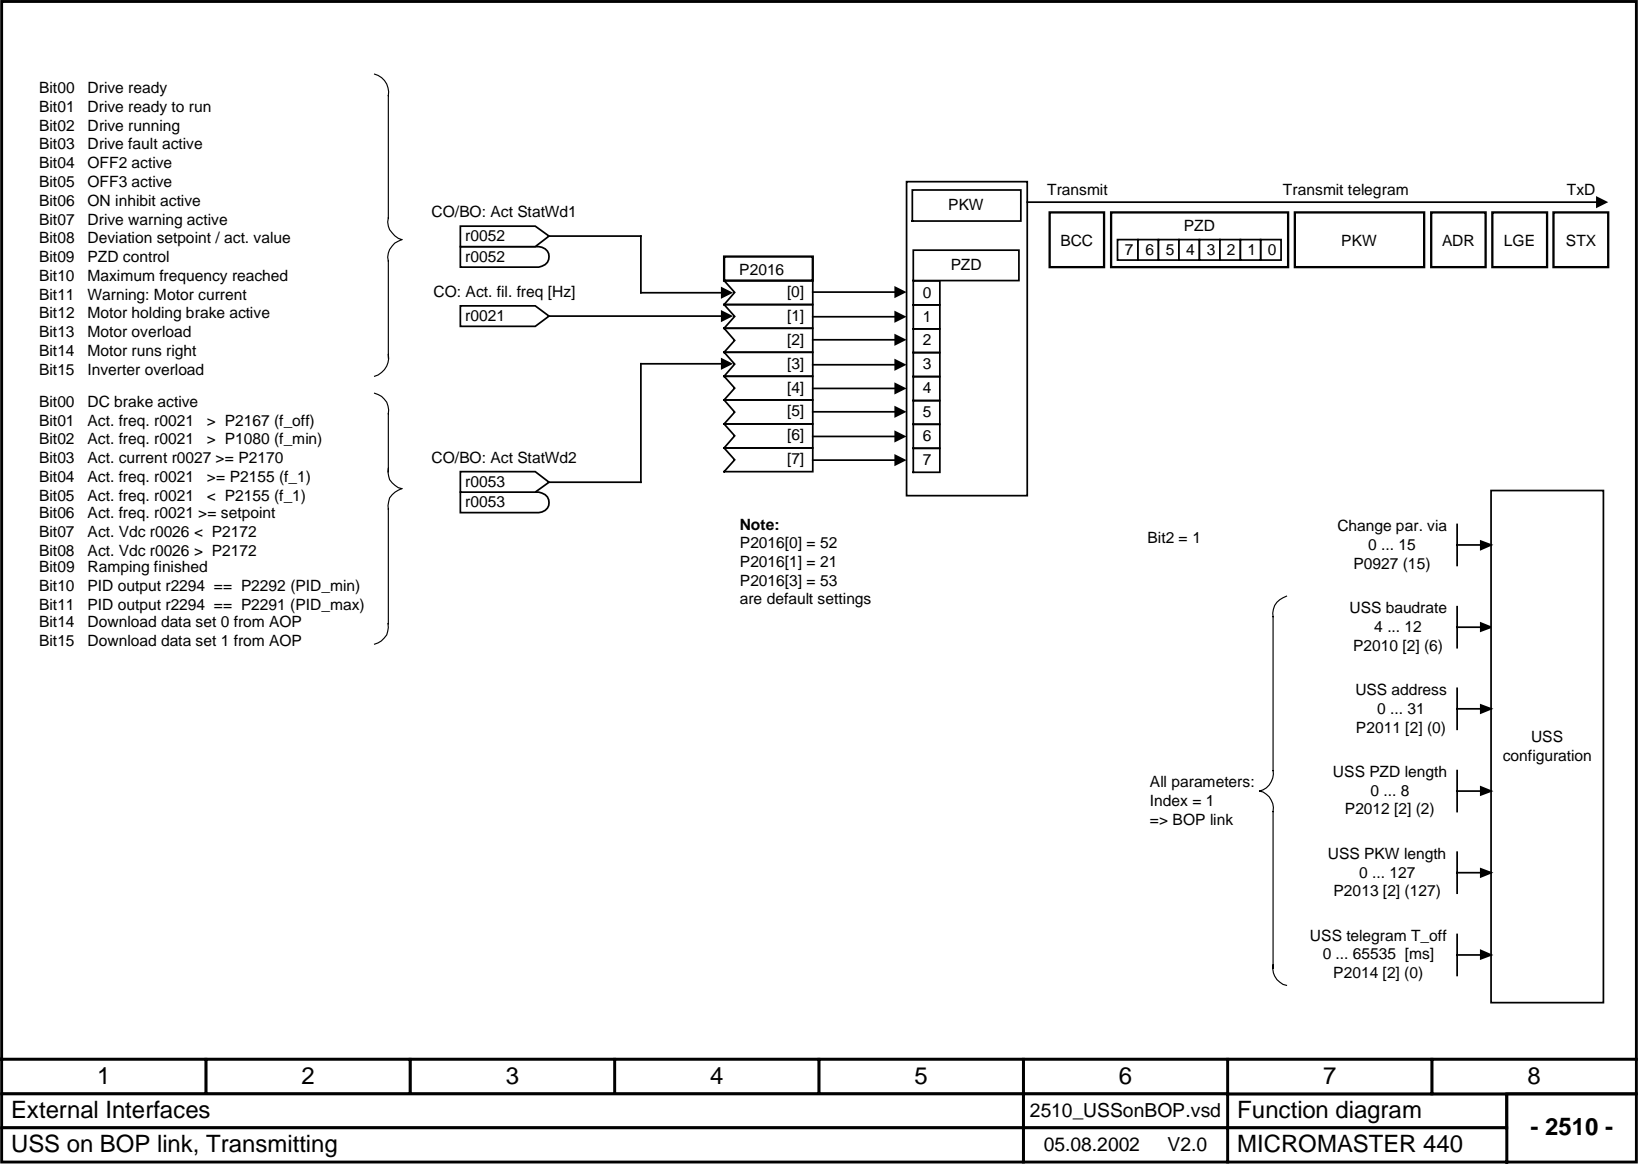 Bit00 Drive ready
Bit01 Drive ready to run
Bit02 Drive running
Bit03 Drive fault active
Bit04 OFF2 active
Bit05 OFF3 active
Bit06 ON inhibit active
Bit07 Drive warning active
Bit08 Deviation setpoint / act. value
Bit09 PZD control
Bit10 Maximum frequency reached
Bit11 Warning: Motor current
Bit12 Motor holding brake active
Bit13 Motor overload
Bit14 Motor runs right
Bit15 Inverter overload
Bit00 DC brake active
Bit01 Act. freq. r0021 > P2167 (f_off)
Bit02 Act. freq. r0021 > P1080 (f_min)
Bit03 Act. current r0027 >= P2170
Bit04 Act. freq. r0021 >= P2155 (f_1)
Bit05 Act. freq. r0021 < P2155 (f_1)
Bit06 Act. freq. r0021 >= setpoint
Bit07 Act. Vdc r0026 < P2172
Bit08 Act. Vdc r0026 > P2172
Bit09 Ramping finished
Bit10 PID output r2294 == P2292 (PID_min)
Bit11 PID output r2294 == P2291 (PID_max)
Bit14 Download data set 0 from AOP
Bit15 Download data set 1 from AOP
CO/BO: Act StatWd1
r0052
r0052
CO: Act. fil. freq [Hz]
r0021
CO/BO: Act StatWd2
r0053
r0053
P2016
[0]
[1]
[2]
[3]
[4]
[5]
[6]
[7]
Note:
P2016[0] = 52
P2016[1] = 21
P2016[3] = 53
are default settings
PKW
PZD
0
1
2
3
4
5
6
7
Transmit Transmit telegram TxD
BCC PZD PKW ADR LGE STX
7 6 5 4 3 2 1 0
Bit2 = 1
Change par. via
0 ... 15
P0927 (15)
USS baudrate
4 ... 12
P2010 [2] (6)
USS address
0 ... 31
P2011 [2] (0)
All parameters:
Index = 1
=> BOP link
USS PZD length
0 ... 8
P2012 [2] (2)
USS PKW length
0 ... 127
P2013 [2] (127)
USS telegram T_off
0 ... 65535 [ms]
P2014 [2] (0)
USS
configuration
1 2 3 4 5 6 7 8
External Interfaces 2510_USSonBOP.vsd Function diagram
- 2510 -
USS on BOP link, Transmitting 05.08.2002 V2.0 MICROMASTER 440